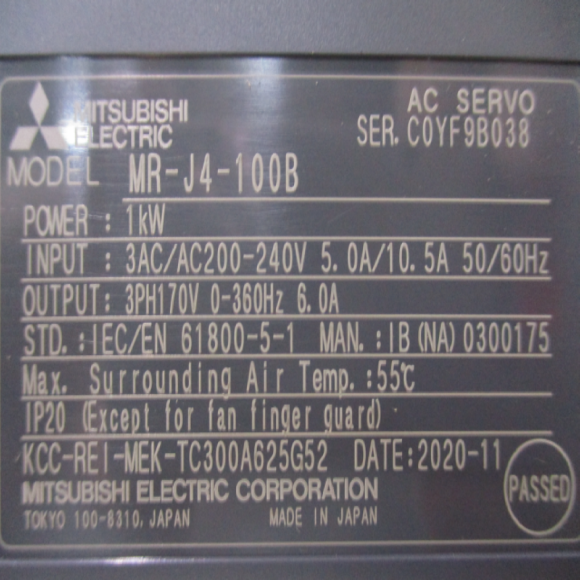 MITSUBISHI
ELECTRIC
AC SERVO
SER. C0YF9B038
MODEL MR-J4-100B
POWER : 1kW
INPUT : 3AC/AC200-240V 5.0A/10.5A 50/60Hz
OUTPUT: 3PH170V 0-360Hz 6.0A
STD. : IEC/EN 61800-5-1 MAN. : IB(NA)0300175
Max. Surrounding Air Temp. :55℃
IP20 (Except for fan finger guard)
KCC-REI-MEK-TC300A625G52 DATE:2020-11
MITSUBISHI ELECTRIC CORPORATION
PASSED
TOKYO 100-8310, JAPAN MADE IN JAPAN